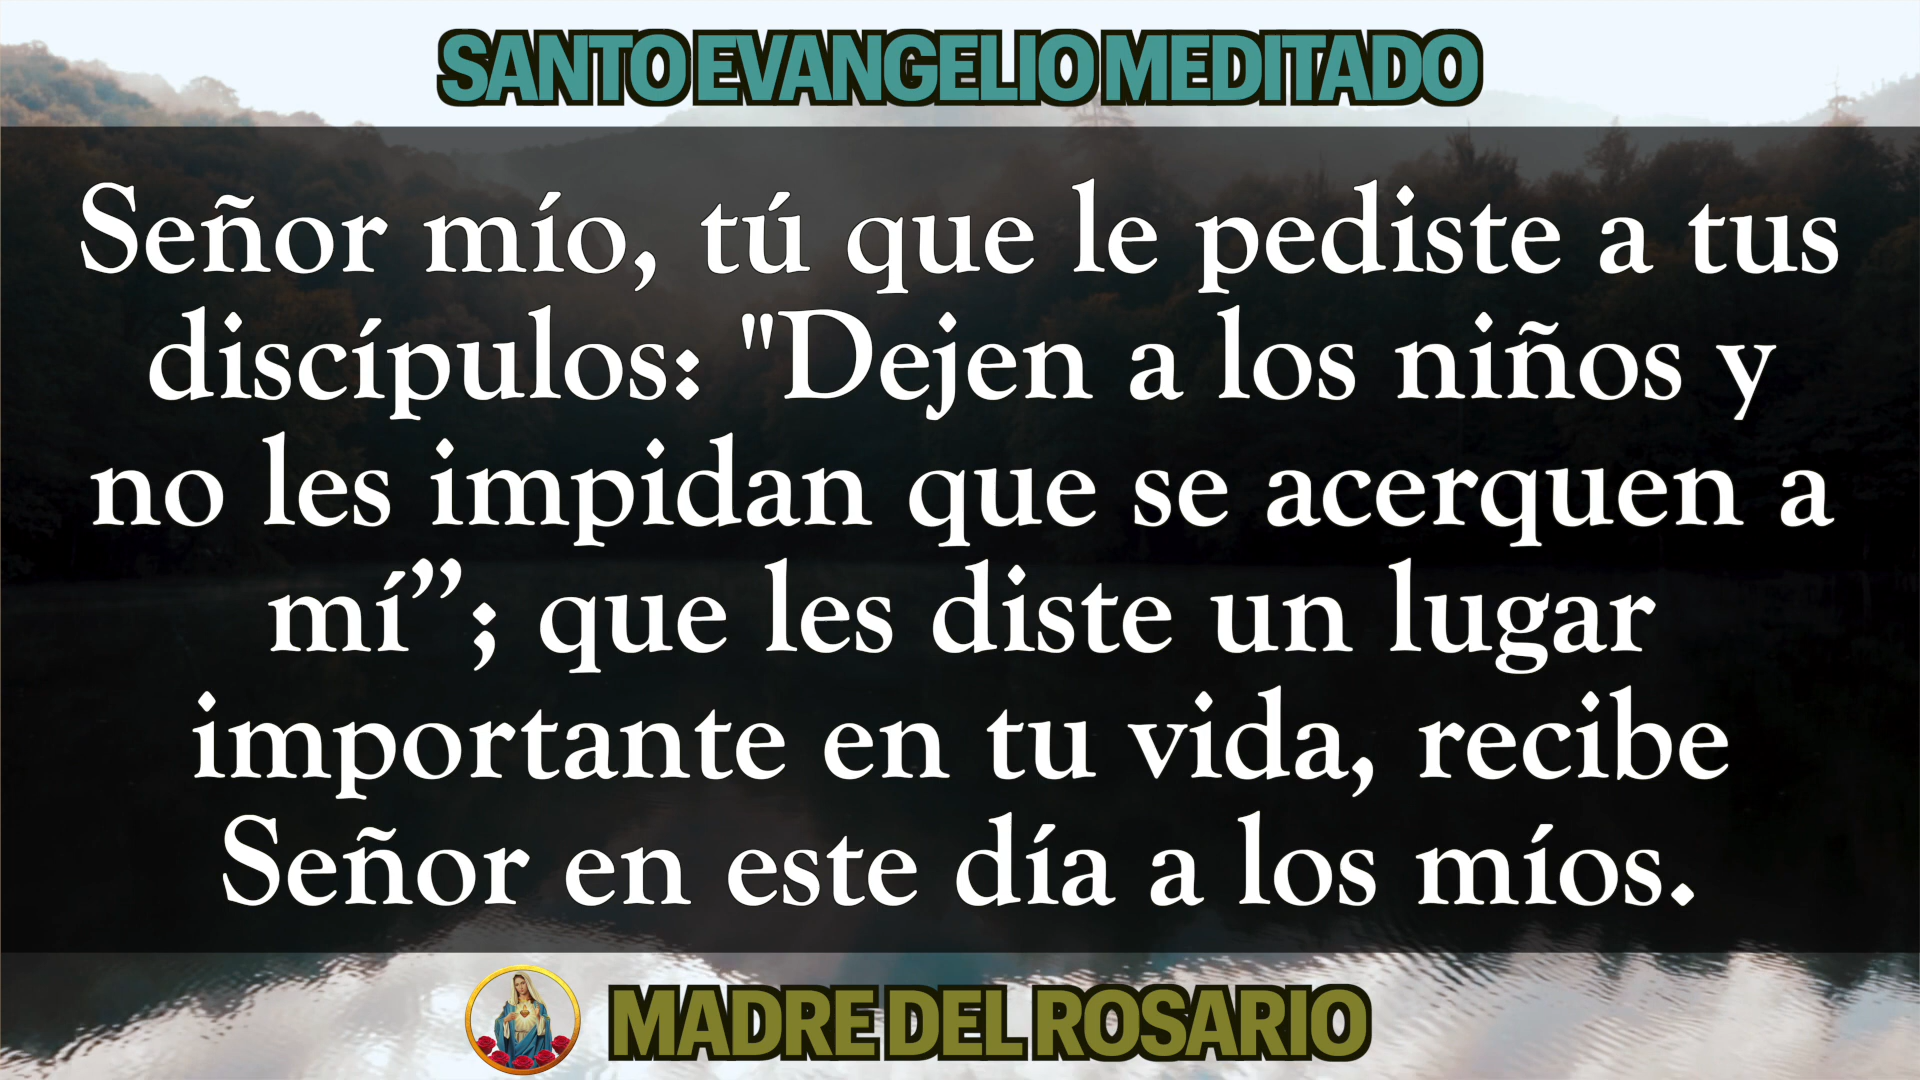 SANTO EVANGELIO MEDITADO
Señor mío, tú que le pediste a tus
discípulos: "Dejen a los niños y
no les impidan que se acerquen a
mí”; que les diste un lugar
importante en tu vida, recibe
Señor en este día a los míos.
MADRE DEL ROSARIO